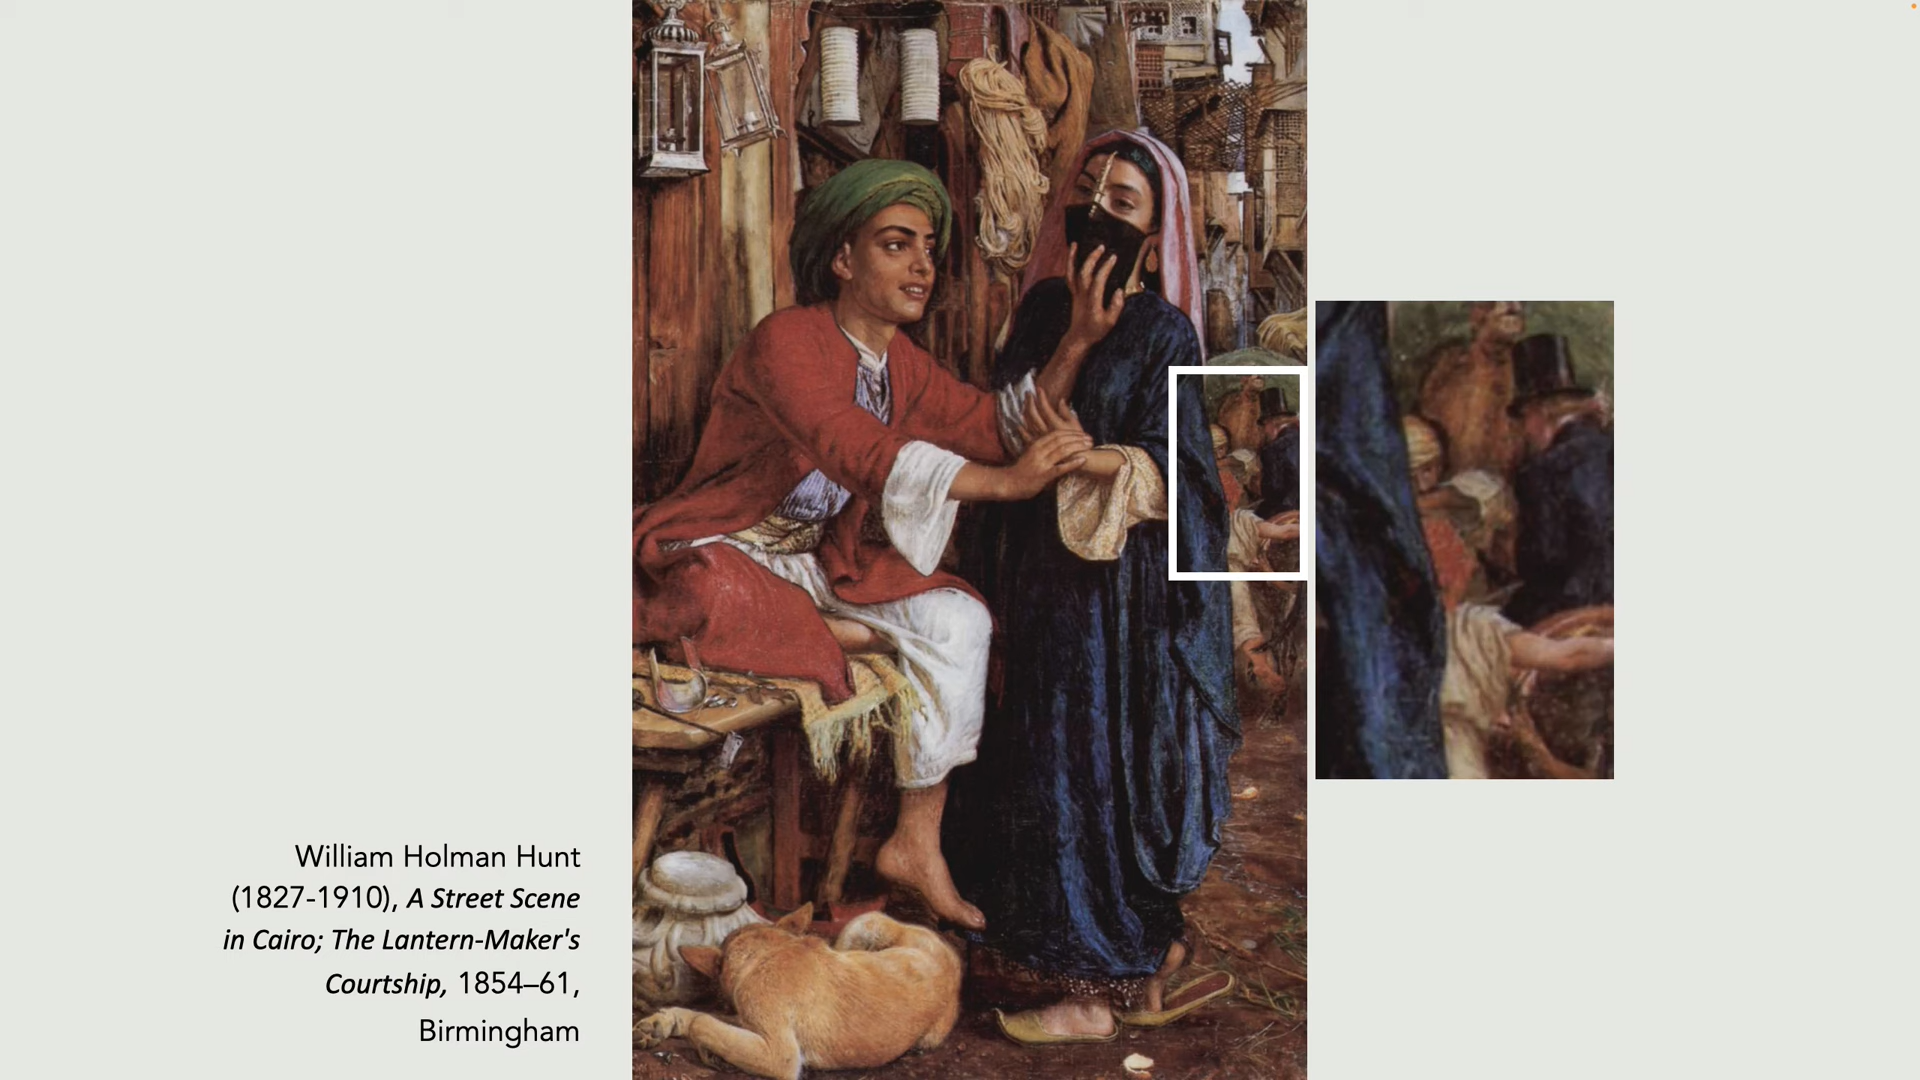 William Holman Hunt
(1827-1910), A Street Scene
in Cairo; The Lantern-Maker's
Courtship, 1854–61,
Birmingham